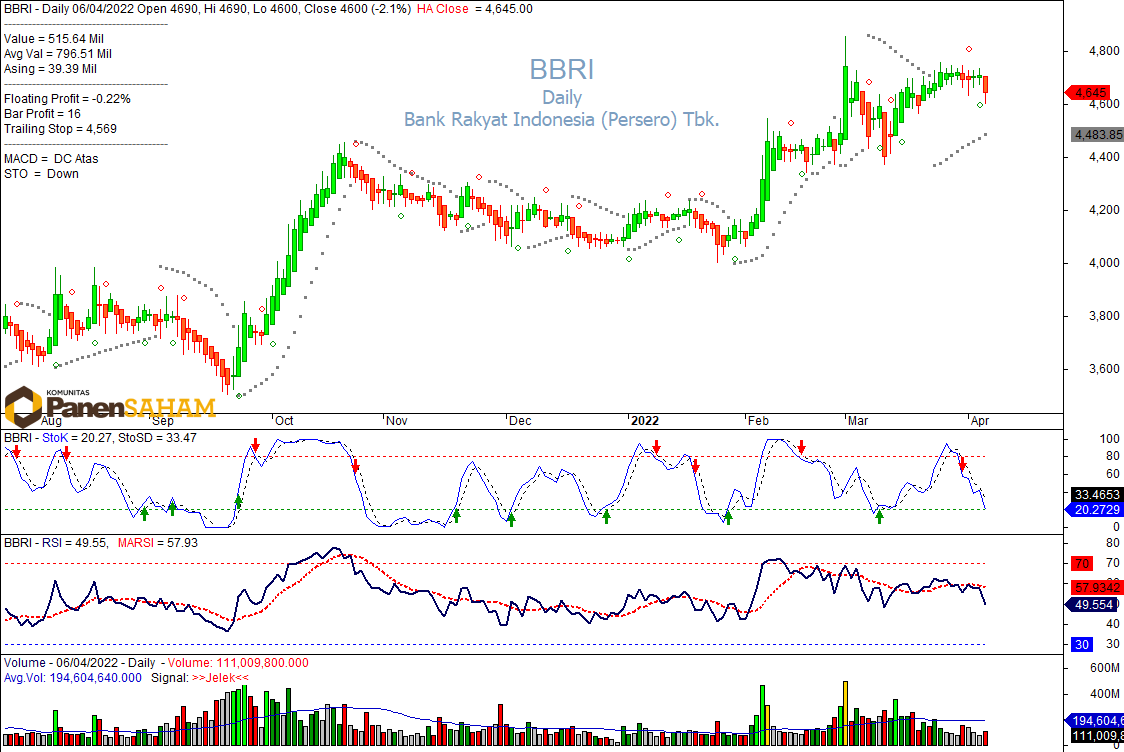 BBRI - Daily 06/04/2022 Open 4690, Hi 4690, Lo 4600, Close 4600 (-2.1%) HA Close = 4,645.00
Value = 515.64 Mil
Avg Val = 796.51 Mil
Asing = 39.39 Mil
Floating Profit = -0.22%
Bar Profit = 16
Trailing Stop = 4,569
MACD = DC Atas
STO = Down
BBRI
Daily
Bank Rakyat Indonesia (Persero) Tbk.
4,800
4,645
4,600
4,483.85
4,400
4,200
4,000
3,800
3,600
KOMUNITAS
PanenSAHAM
Aug Sep Oct Nov Dec 2022 Feb Mar Apr
BBRI - StoK = 20.27, StoSD = 33.47
100
80
60
33.4653
20.2729
0
BBRI - RSI = 49.55, MARSI = 57.93
80
70
70
57.9342
49.554
40
30
30
Volume - 06/04/2022 - Daily - Volume: 111,009,800.000
Avg.Vol: 194,604,640.000 Signal: >>Jelek<<
600M
400M
194,604,6
111,009,8